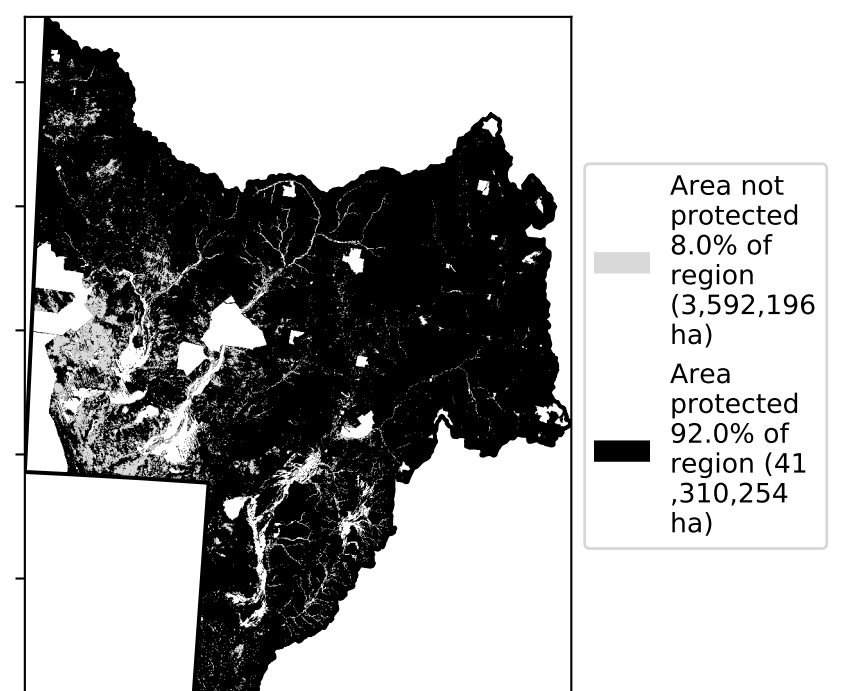 Area not
protected
8.0% of
region
(3,592,196
ha)
Area
protected
92.0% of
region (41
,310,254
ha)